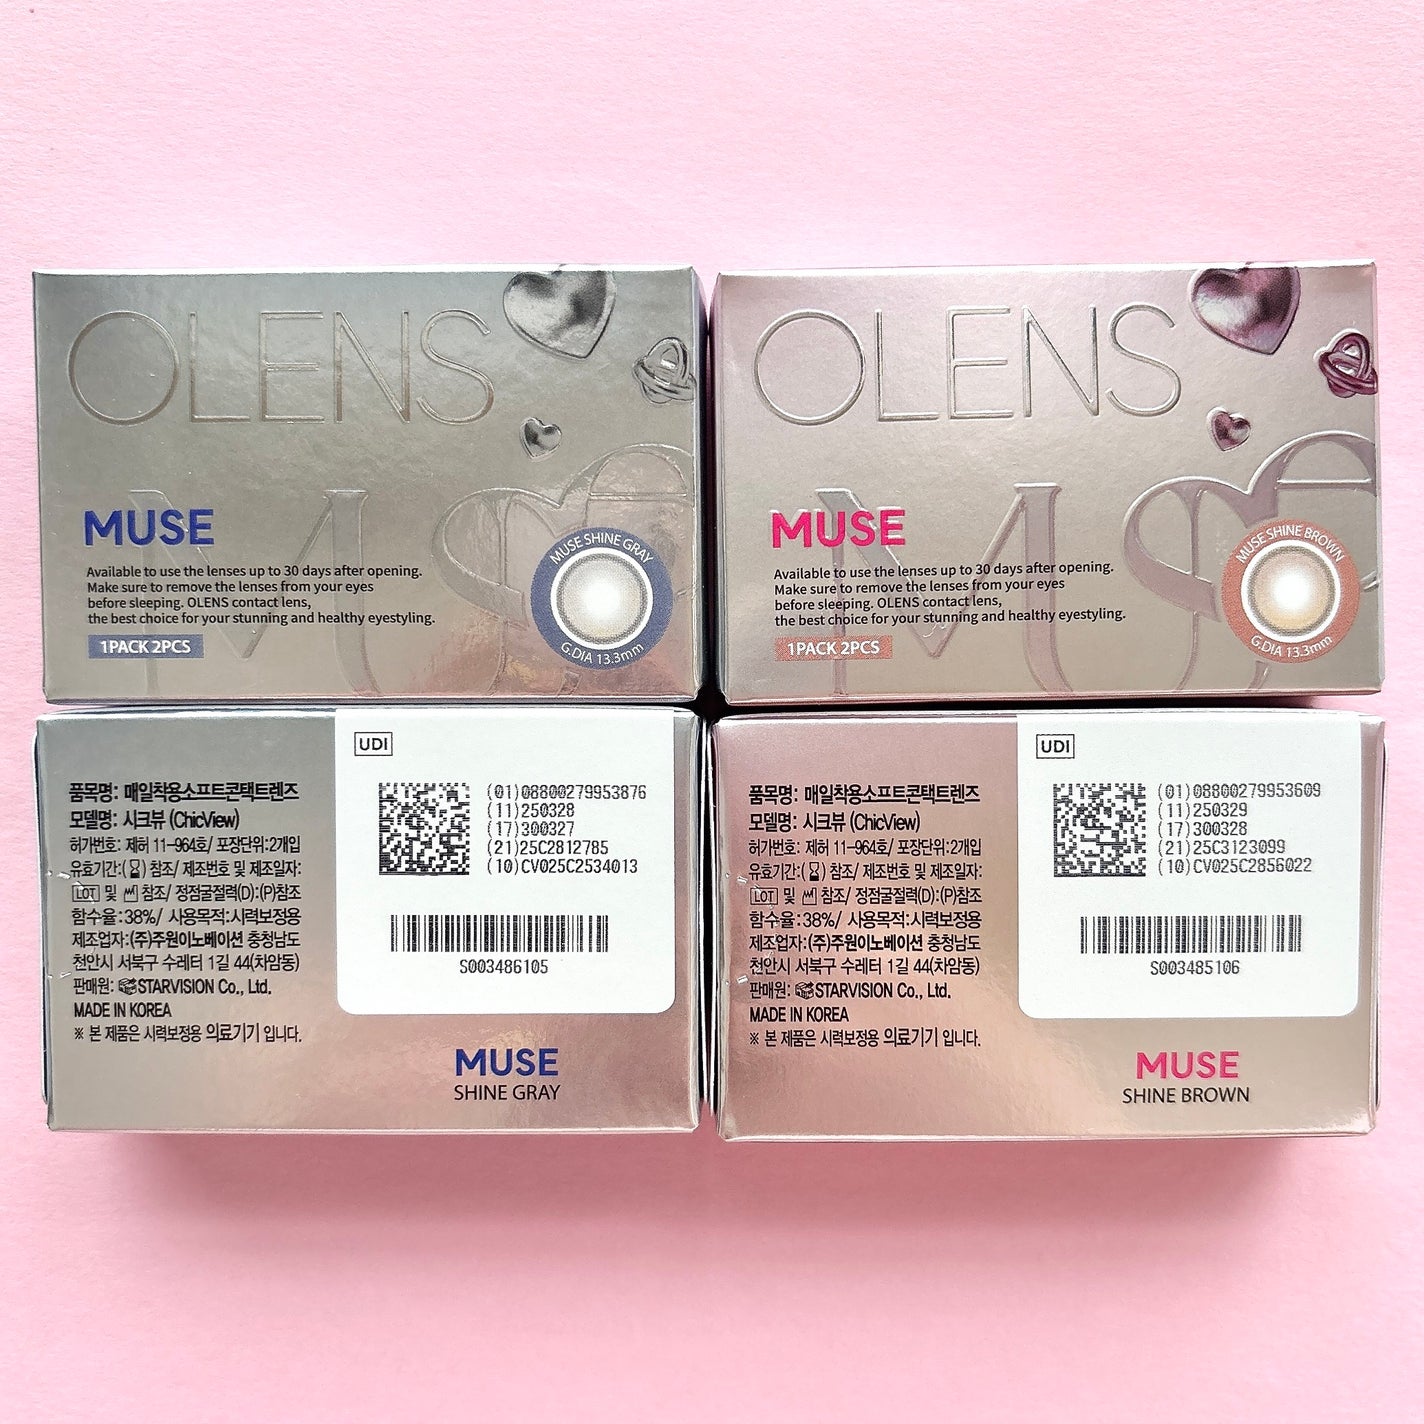 OLENS
MUSE
Available to use the lenses up to 30 days after opening.
Make sure to remove the lenses from your eyes
before sleeping. OLENS contact lens,
the best choice for your stunning and healthy eyestyling.
1PACK 2PCS
MUSE SHINE GRAY
G.DIA 13.3mm
OLENS
MUSE
Available to use the lenses up to 30 days after opening.
Make sure to remove the lenses from your eyes
before sleeping. OLENS contact lens,
the best choice for your stunning and healthy eyestyling.
1PACK 2PCS
MUSE SHINE BROWN
G.DIA 13.3mm
품목명: 매일착용소프트콘택트렌즈
모델명: 시크뷰 (ChicView)
허가번호: 제허 11-964호/ 포장단위:2개입
유효기간:( ) 참조/ 제조번호 및 제조일자:
LOT 및 참조/ 정점굴절력(D):(P)참조
함수율:38%/ 사용목적:시력보정용
제조업자:(주)주원이노베이션 충청남도
천안시 서북구 수레터 1길 44(차암동)
판매원: STARVISION Co., Ltd.
MADE IN KOREA
※ 본 제품은 시력보정용 의료기기 입니다.
UDI
(01)08800279953876
(11)250328
(17)300327
(21)25C2812785
(10)CV025C2534013
S003486105
MUSE
SHINE GRAY
품목명: 매일착용소프트콘택트렌즈
모델명: 시크뷰 (ChicView)
허가번호: 제허 11-964호/ 포장단위:2개입
유효기간:( ) 참조/ 제조번호 및 제조일자:
LOT 및 참조/ 정점굴절력(D):(P)참조
함수율:38%/ 사용목적:시력보정용
제조업자:(주)주원이노베이션 충청남도
천안시 서북구 수레터 1길 44(차암동)
판매원: STARVISION Co., Ltd.
MADE IN KOREA
※ 본 제품은 시력보정용 의료기기 입니다.
UDI
(01)08800279953609
(11)250329
(17)300328
(21)25C3123099
(10)CV025C2856022
S003485106
MUSE
SHINE BROWN